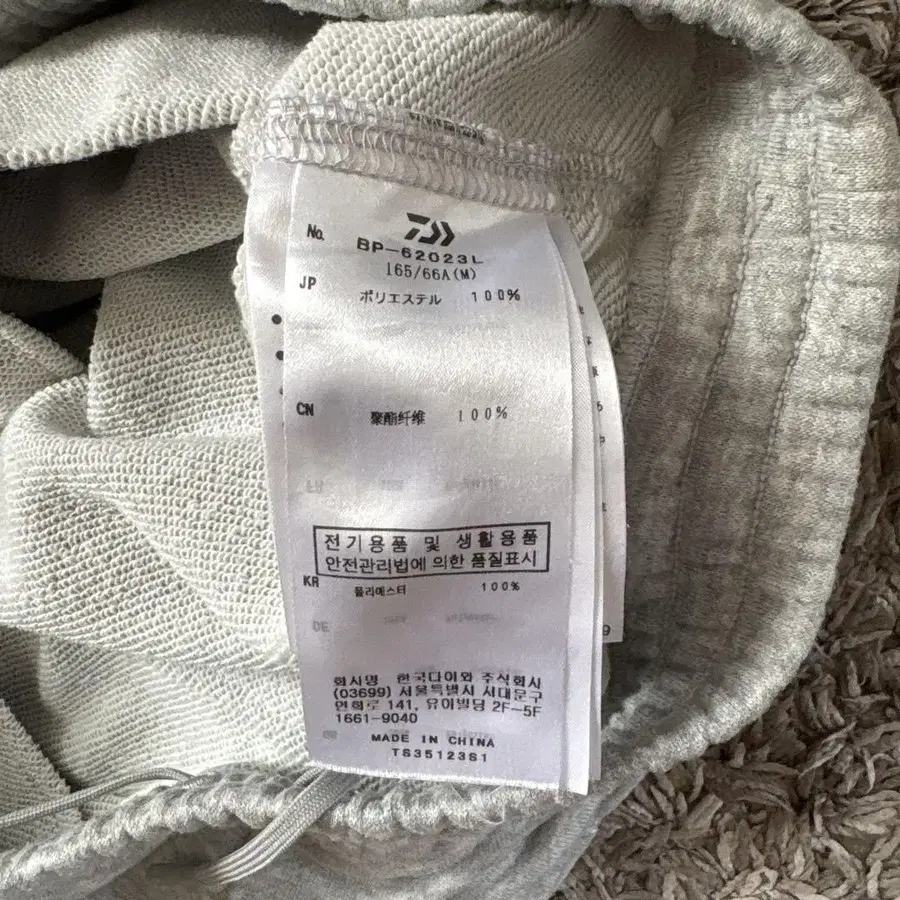 No. BP-62023L
165/66A(M)
JP ポリエステル 100%
CN 聚酯纤维 100%
전기용품 및 생활용품
안전관리법에 의한 품질표시
KR 폴리에스터 100%
DE
회사명 한국다이와 주식회사
(03699) 서울특별시 서대문구
연희로 141, 유아빌딩 2F-5F
1661-9040
MADE IN CHINA
TS35123S1
9